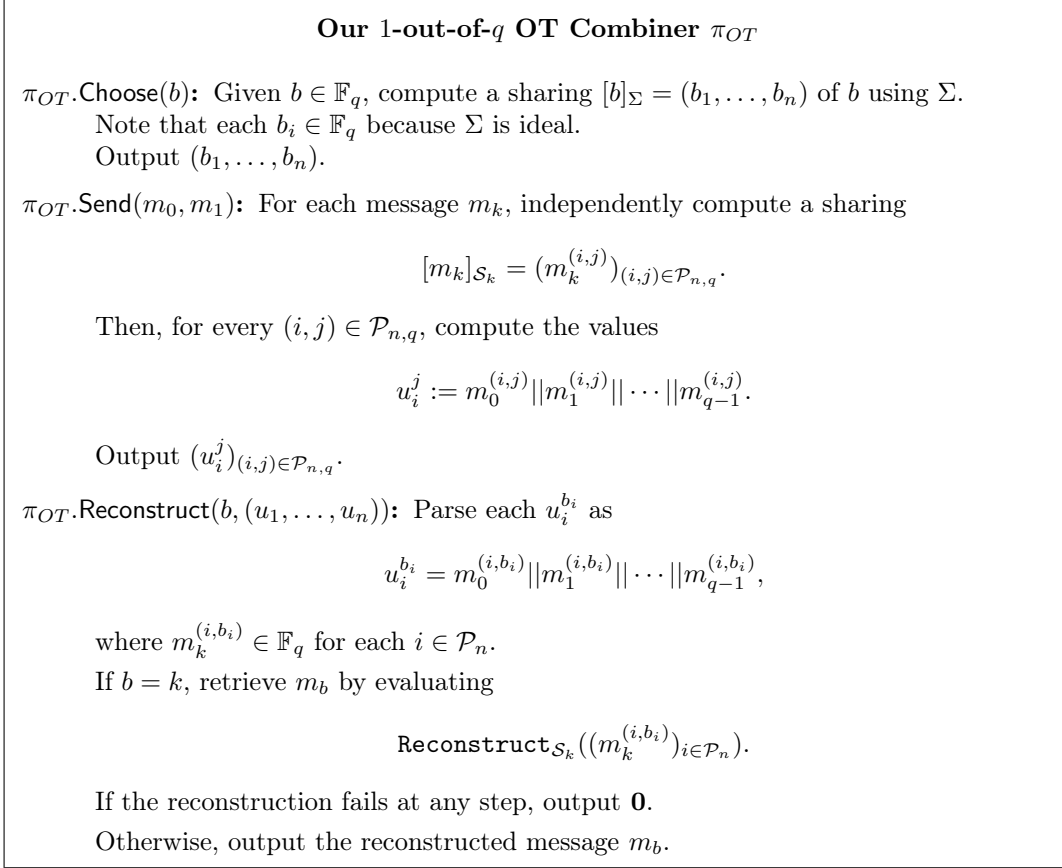 Our 1-out-of-q OT Combiner π_OT
π_OT.Choose(b): Given b ∈ 𝔽_q, compute a sharing [b]_Σ = (b_1, . . . , b_n) of b using Σ.
Note that each b_i ∈ 𝔽_q because Σ is ideal.
Output (b_1, . . . , b_n).
π_OT.Send(m_0, m_1): For each message m_k, independently compute a sharing
[m_k]_{𝒮_k} = (m_k^{(i,j)})_{(i,j)∈𝒫_{n,q}}.
Then, for every (i, j) ∈ 𝒫_{n,q}, compute the values
u_i^j := m_0^{(i,j)}||m_1^{(i,j)}|| · · · ||m_{q−1}^{(i,j)}.
Output (u_i^j)_{(i,j)∈𝒫_{n,q}}.
π_OT.Reconstruct(b, (u_1, . . . , u_n)): Parse each u_i^{b_i} as
u_i^{b_i} = m_0^{(i,b_i)}||m_1^{(i,b_i)}|| · · · ||m_{q−1}^{(i,b_i)},
where m_k^{(i,b_i)} ∈ 𝔽_q for each i ∈ 𝒫_n.
If b = k, retrieve m_b by evaluating
Reconstruct_{𝒮_k}((m_k^{(i,b_i)})_{i∈𝒫_n}).
If the reconstruction fails at any step, output 0.
Otherwise, output the reconstructed message m_b.